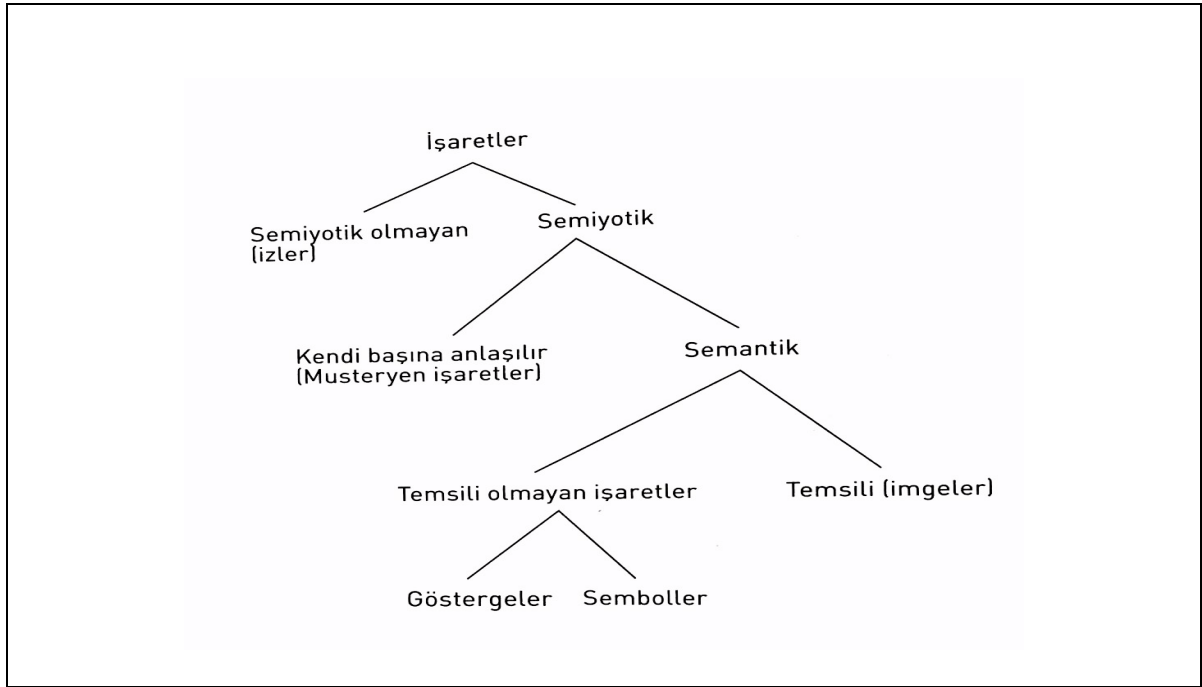 İşaretler
Semiyotik olmayan
(izler)
Semiyotik
Kendi başına anlaşılır
(Musteryen işaretler)
Semantik
Temsili olmayan işaretler
Temsili (imgeler)
Göstergeler
Semboller